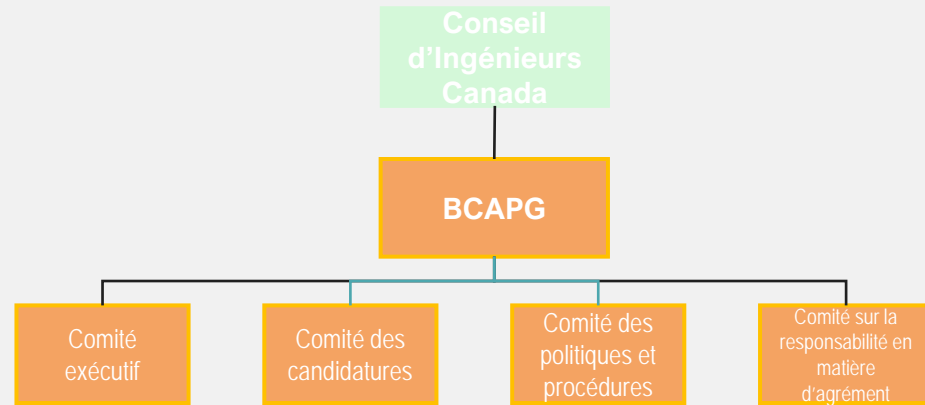 Conseil
d'Ingénieurs
Canada
BCAPG
Comité
exécutif
Comité des
candidatures
Comité des
politiques et
procédures
Comité sur la
responsabilité en
matière
d'agrément